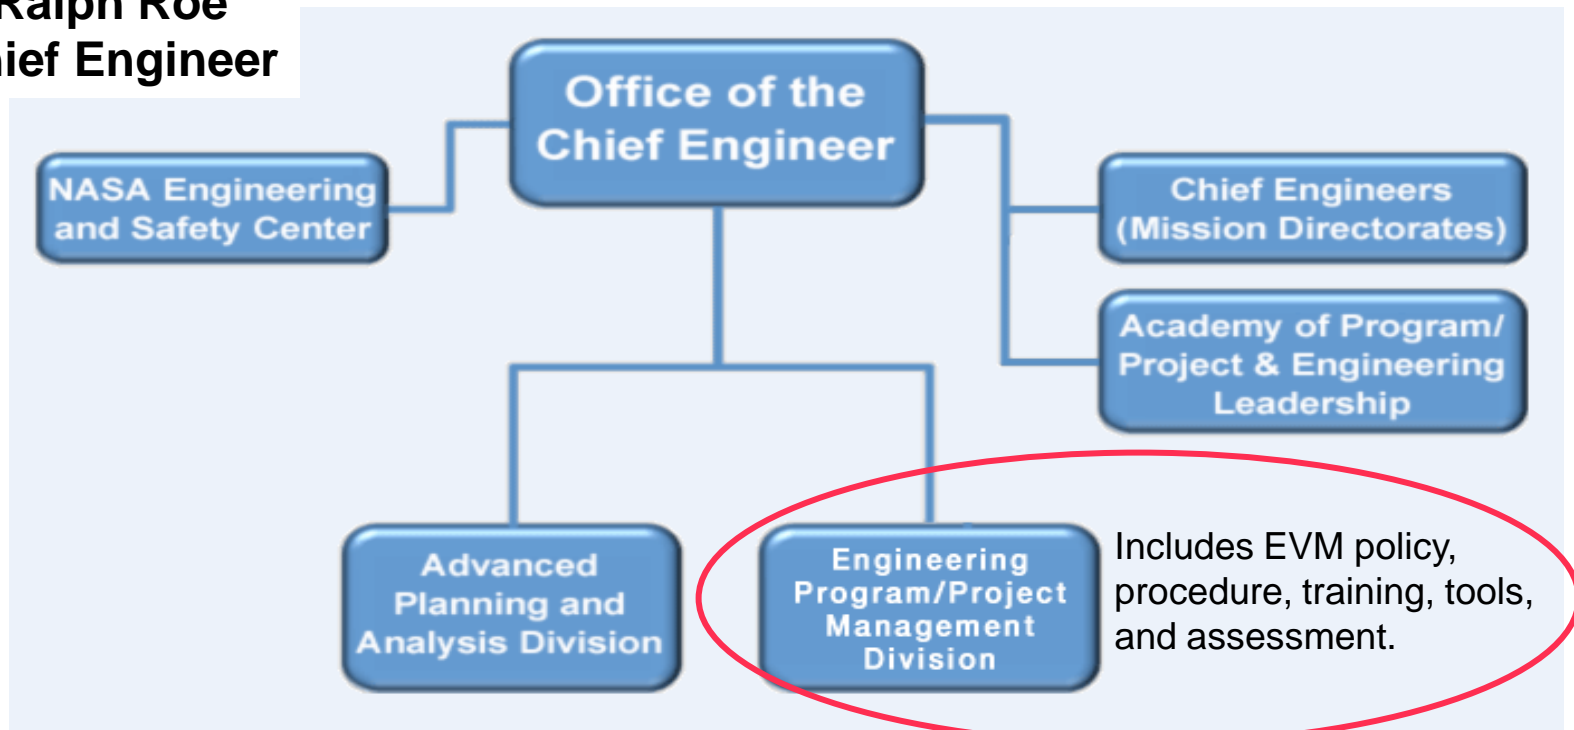 Ralph Roe
hief Engineer
Office of the
Chief Engineer
NASA Engineering
and Safety Center
Chief Engineers
(Mission Directorates)
Academy of Program/
Project & Engineering
Leadership
Advanced
Planning and
Analysis Division
Engineering
Program/Project
Management
Division
Includes EVM policy,
procedure, training, tools,
and assessment.